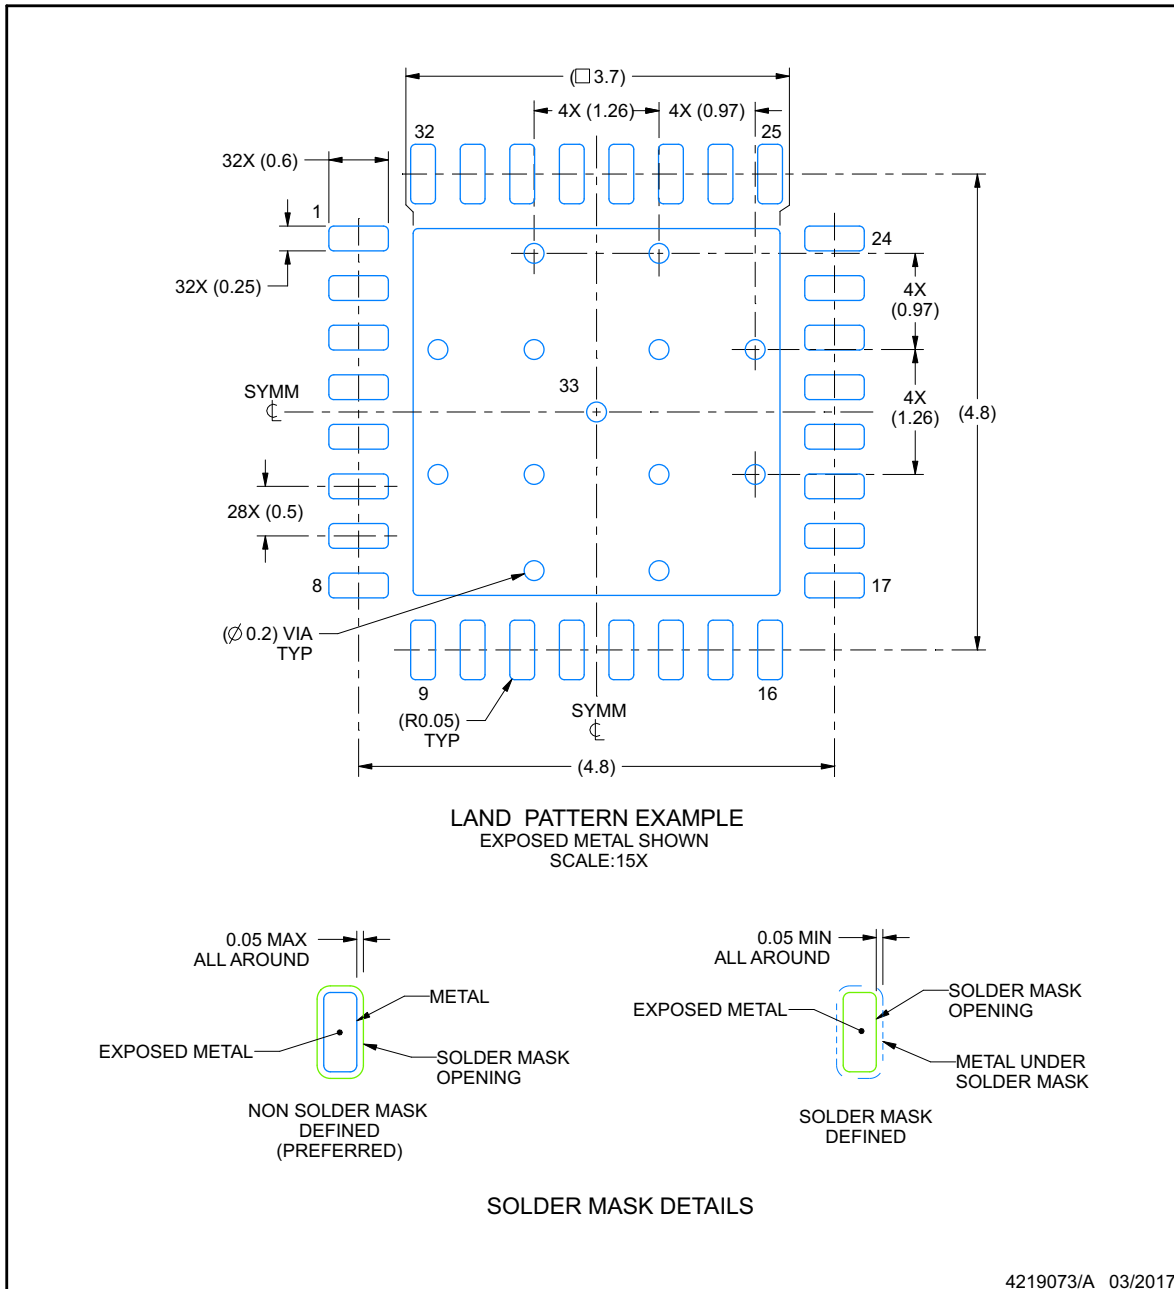 (□ 3.7)
4X (1.26)
4X (0.97)
32
25
32X (0.6)
1
24
32X (0.25)
4X
(0.97)
SYMM
℄
33
4X
(1.26)
(4.8)
28X (0.5)
8
17
(Ø 0.2) VIA
TYP
9
16
(R0.05)
TYP
SYMM
℄
(4.8)
LAND PATTERN EXAMPLE
EXPOSED METAL SHOWN
SCALE:15X
0.05 MAX
ALL AROUND
METAL
EXPOSED METAL
SOLDER MASK
OPENING
NON SOLDER MASK
DEFINED
(PREFERRED)
0.05 MIN
ALL AROUND
EXPOSED METAL
SOLDER MASK
OPENING
METAL UNDER
SOLDER MASK
SOLDER MASK
DEFINED
SOLDER MASK DETAILS
4219073/A 03/2017